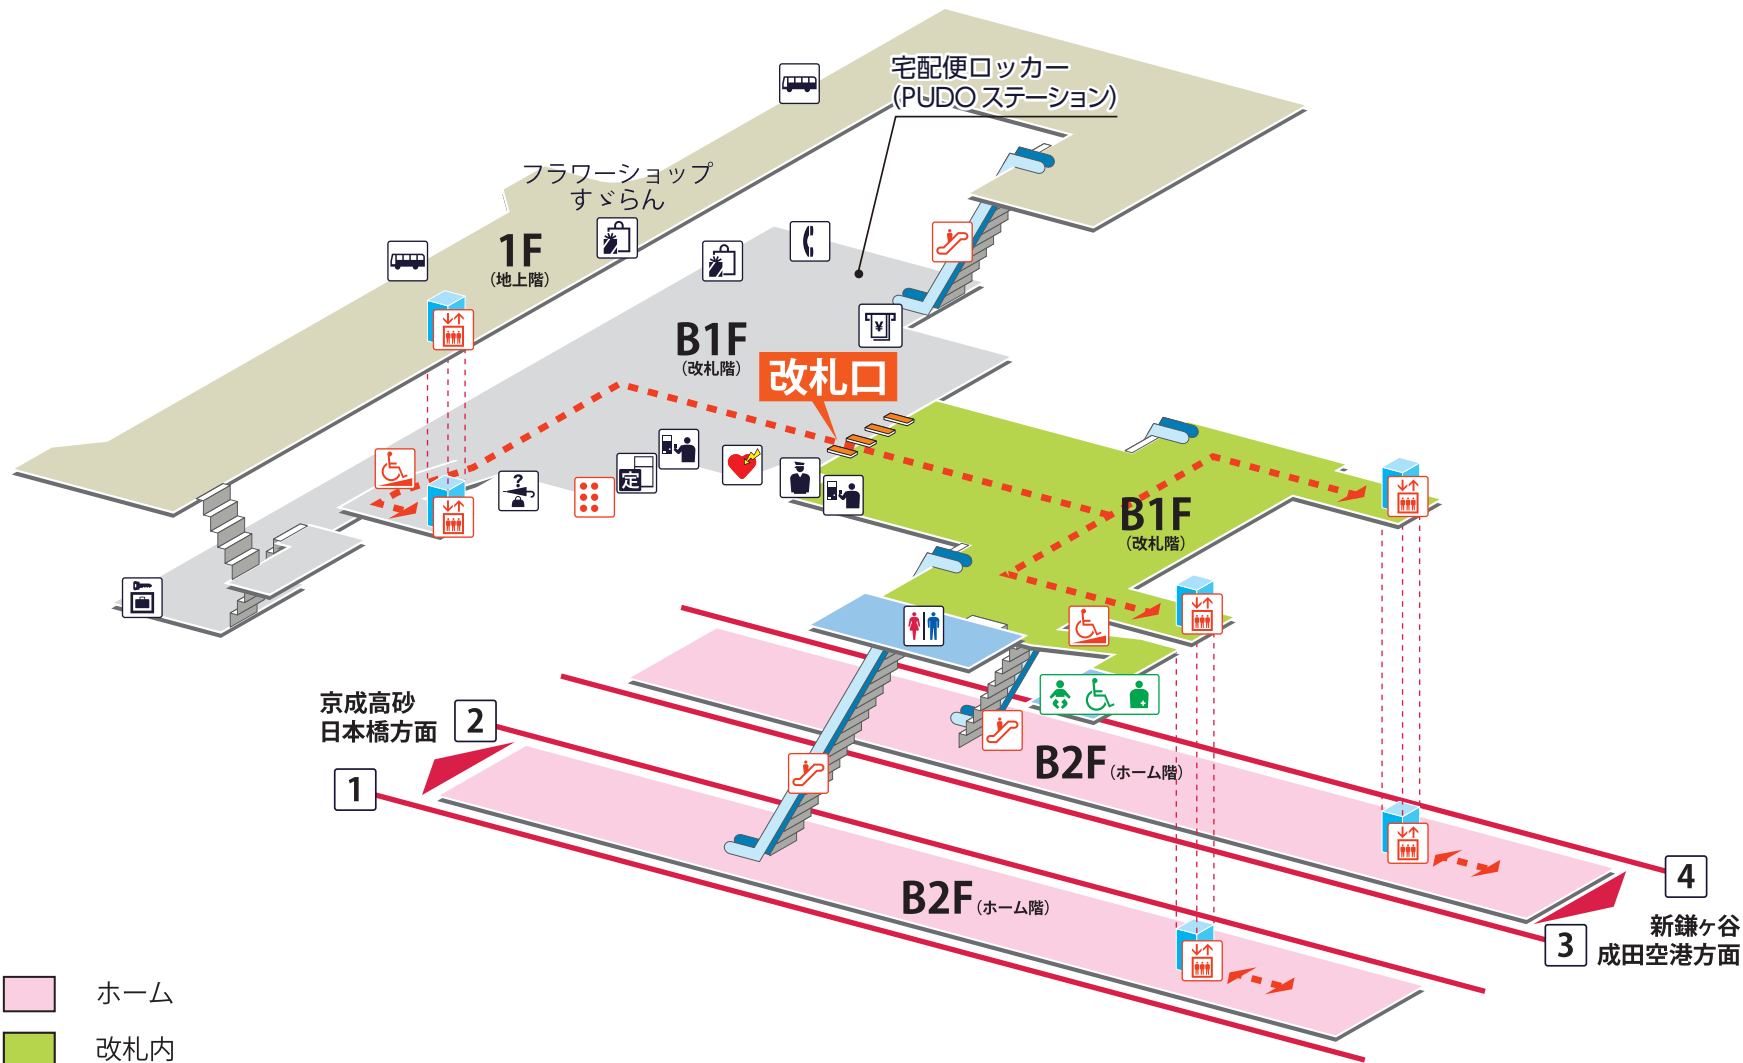 宅配便ロッカー
(PUDO ステーション)
フラワーショップ
すゞらん
1F
(地上階)
¥
B1F
(改札階)
改札口
定
?
B1F
(改札階)
京成高砂
日本橋方面
2
1
B2F (ホーム階)
B2F (ホーム階)
4
3
新鎌ヶ谷
成田空港方面
ホーム
改札内